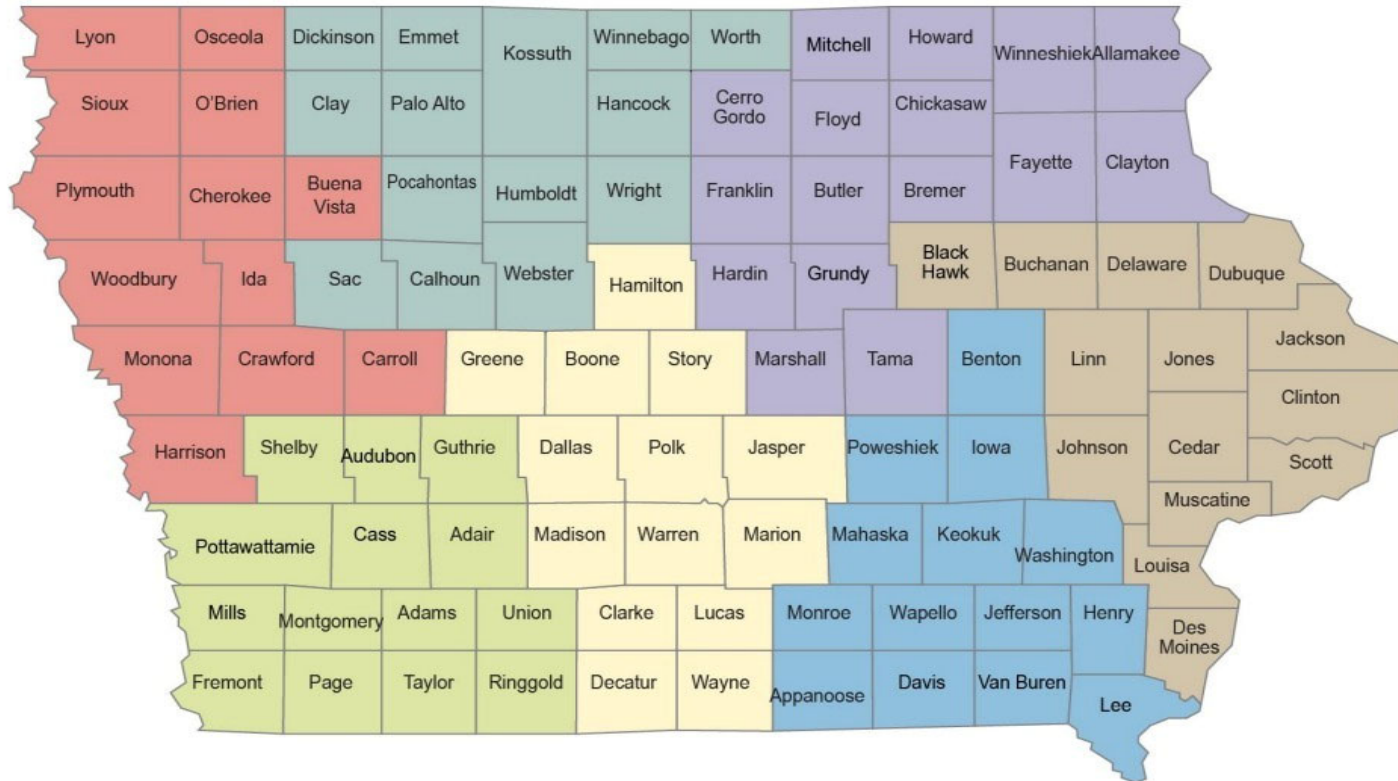 Lyon
Osceola
Dickinson
Emmet
Kossuth
Winnebago
Worth
Mitchell
Howard
Winneshiek
Allamakee
Sioux
O'Brien
Clay
Palo Alto
Hancock
Cerro
Gordo
Floyd
Chickasaw
Plymouth
Cherokee
Buena
Vista
Pocahontas
Humboldt
Wright
Franklin
Butler
Bremer
Fayette
Clayton
Woodbury
Ida
Sac
Calhoun
Webster
Hamilton
Hardin
Grundy
Black
Hawk
Buchanan
Delaware
Dubuque
Monona
Crawford
Carroll
Greene
Boone
Story
Marshall
Tama
Benton
Linn
Jones
Jackson
Clinton
Harrison
Shelby
Audubon
Guthrie
Dallas
Polk
Jasper
Poweshiek
Iowa
Johnson
Cedar
Scott
Muscatine
Pottawattamie
Cass
Adair
Madison
Warren
Marion
Mahaska
Keokuk
Washington
Louisa
Mills
Montgomery
Adams
Union
Clarke
Lucas
Monroe
Wapello
Jefferson
Henry
Des
Moines
Fremont
Page
Taylor
Ringgold
Decatur
Wayne
Appanoose
Davis
Van Buren
Lee